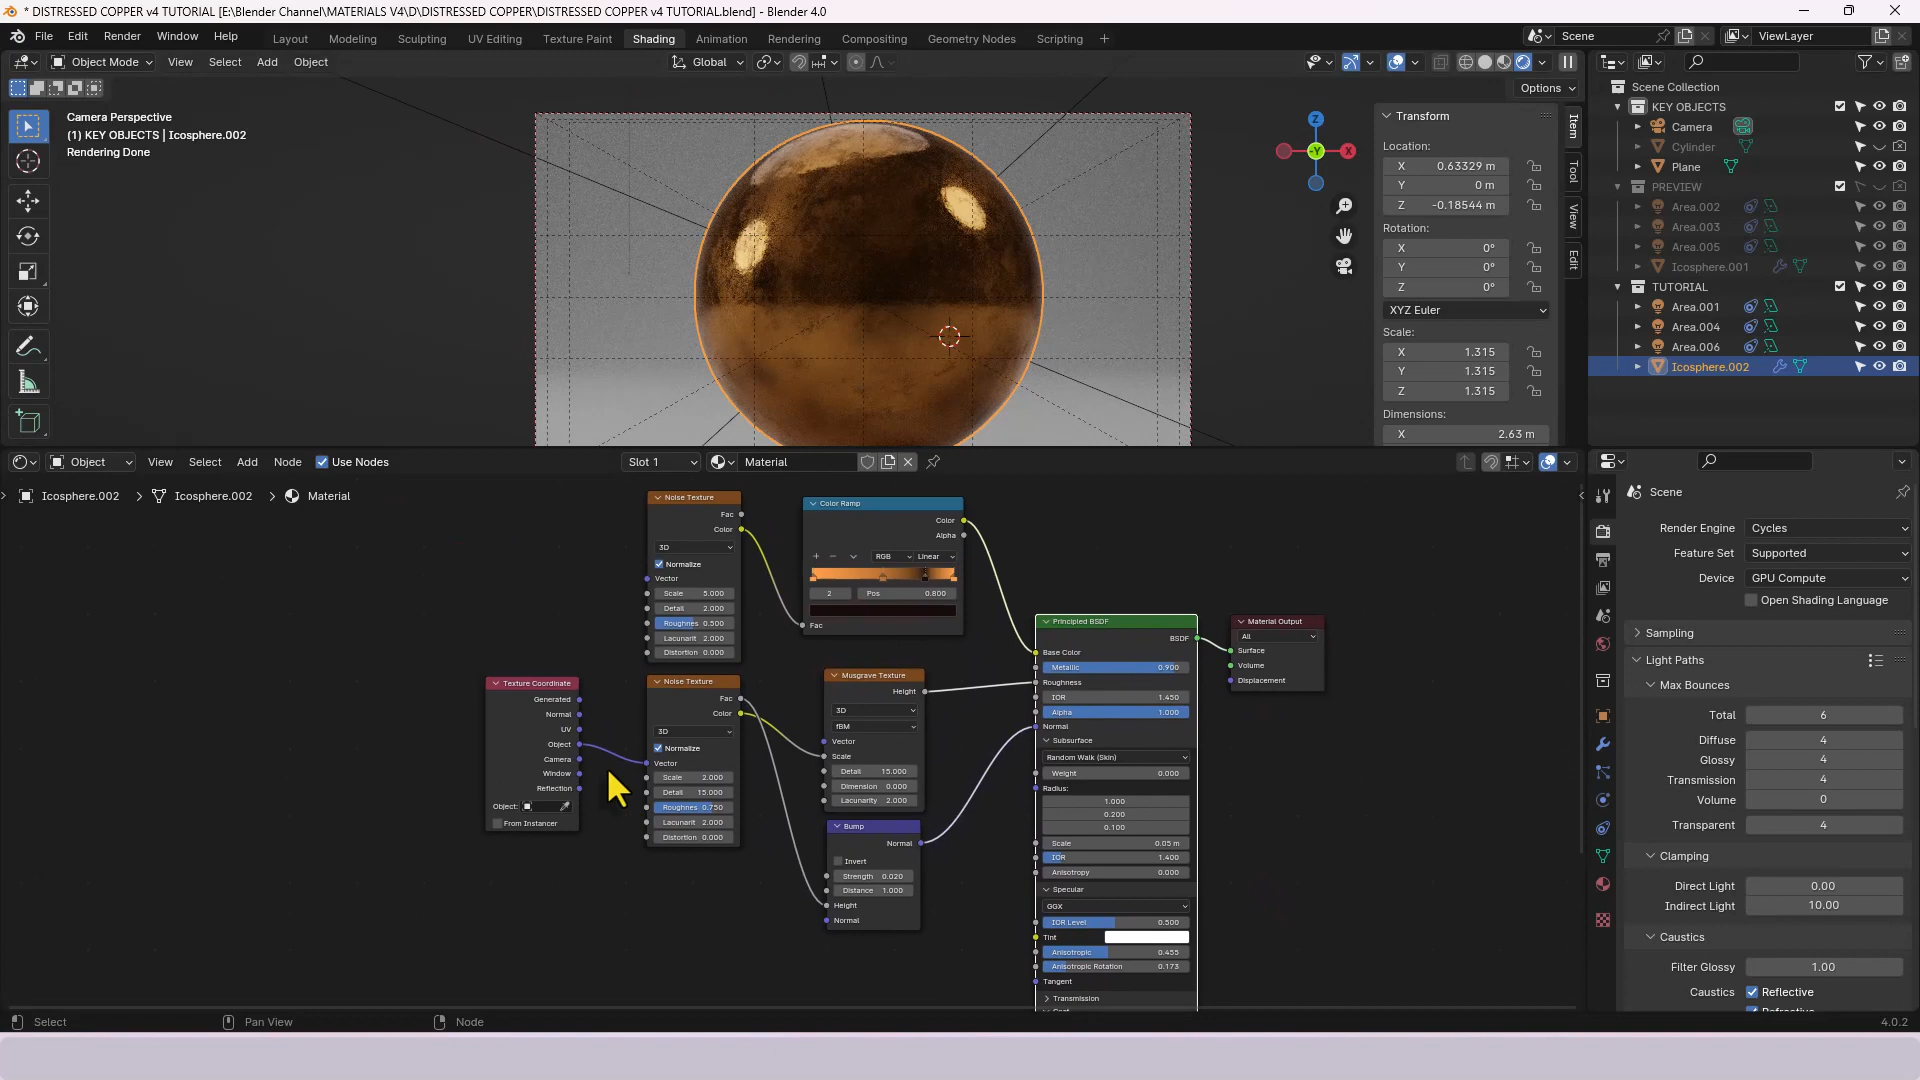 * DISTRESSED COPPER v4 TUTORIAL [E:\Blender Channel\MATERIALS V4\D\DISTRESSED COPPER\DISTRESSED COPPER v4 TUTORIAL.blend] - Blender 4.0
File Edit Render Window Help Layout Modeling Sculpting UV Editing Texture Paint Shading Animation Rendering Compositing Geometry Nodes Scripting + Scene ViewLayer
Object Mode View Select Add Object Global
Options
Camera Perspective
(1) KEY OBJECTS | Icosphere.002
Rendering Done
Z
-Y
X
Transform
Location:
X 0.63329 m
Y 0 m
Z -0.18544 m
Rotation:
X 0°
Y 0°
Z 0°
XYZ Euler
Scale:
X 1.315
Y 1.315
Z 1.315
Dimensions:
X 2.63 m
Item
Tool
View
Edit
Scene Collection
KEY OBJECTS
Camera
Cylinder
Plane
PREVIEW
Area.002
Area.003
Area.005
Icosphere.001
TUTORIAL
Area.001
Area.004
Area.006
Icosphere.002
Object View Select Add Node Use Nodes Slot 1 Material
Icosphere.002 Icosphere.002 Material
Noise Texture
Fac
Color
3D
Normalize
Vector
Scale 5.000
Detail 2.000
Roughnes 0.500
Lacunarit 2.000
Distortion 0.000
Color Ramp
Color
Alpha
+ − RGB Linear
2 Pos 0.800
Fac
Texture Coordinate
Generated
Normal
UV
Object
Camera
Window
Reflection
Object:
From Instancer
Noise Texture
Fac
Color
3D
Normalize
Vector
Scale 2.000
Detail 15.000
Roughnes 0.750
Lacunarit 2.000
Distortion 0.000
Musgrave Texture
Height
3D
fBM
Vector
Scale
Detail 15.000
Dimension 0.000
Lacunarity 2.000
Bump
Normal
Invert
Strength 0.020
Distance 1.000
Height
Normal
Principled BSDF
BSDF
Base Color
Metallic 0.900
Roughness
IOR 1.450
Alpha 1.000
Normal
Subsurface
Random Walk (Skin)
Weight 0.000
Radius:
1.000
0.200
0.100
Scale 0.05 m
IOR 1.400
Anisotropy 0.000
Specular
GGX
IOR Level 0.500
Tint
Anisotropic 0.455
Anisotropic Rotation 0.173
Tangent
Transmission
Material Output
All
Surface
Volume
Displacement
Scene
Render Engine Cycles
Feature Set Supported
Device GPU Compute
Open Shading Language
Sampling
Light Paths
Max Bounces
Total 6
Diffuse 4
Glossy 4
Transmission 4
Volume 0
Transparent 4
Clamping
Direct Light 0.00
Indirect Light 10.00
Caustics
Filter Glossy 1.00
Caustics Reflective
Select Pan View Node 4.0.2